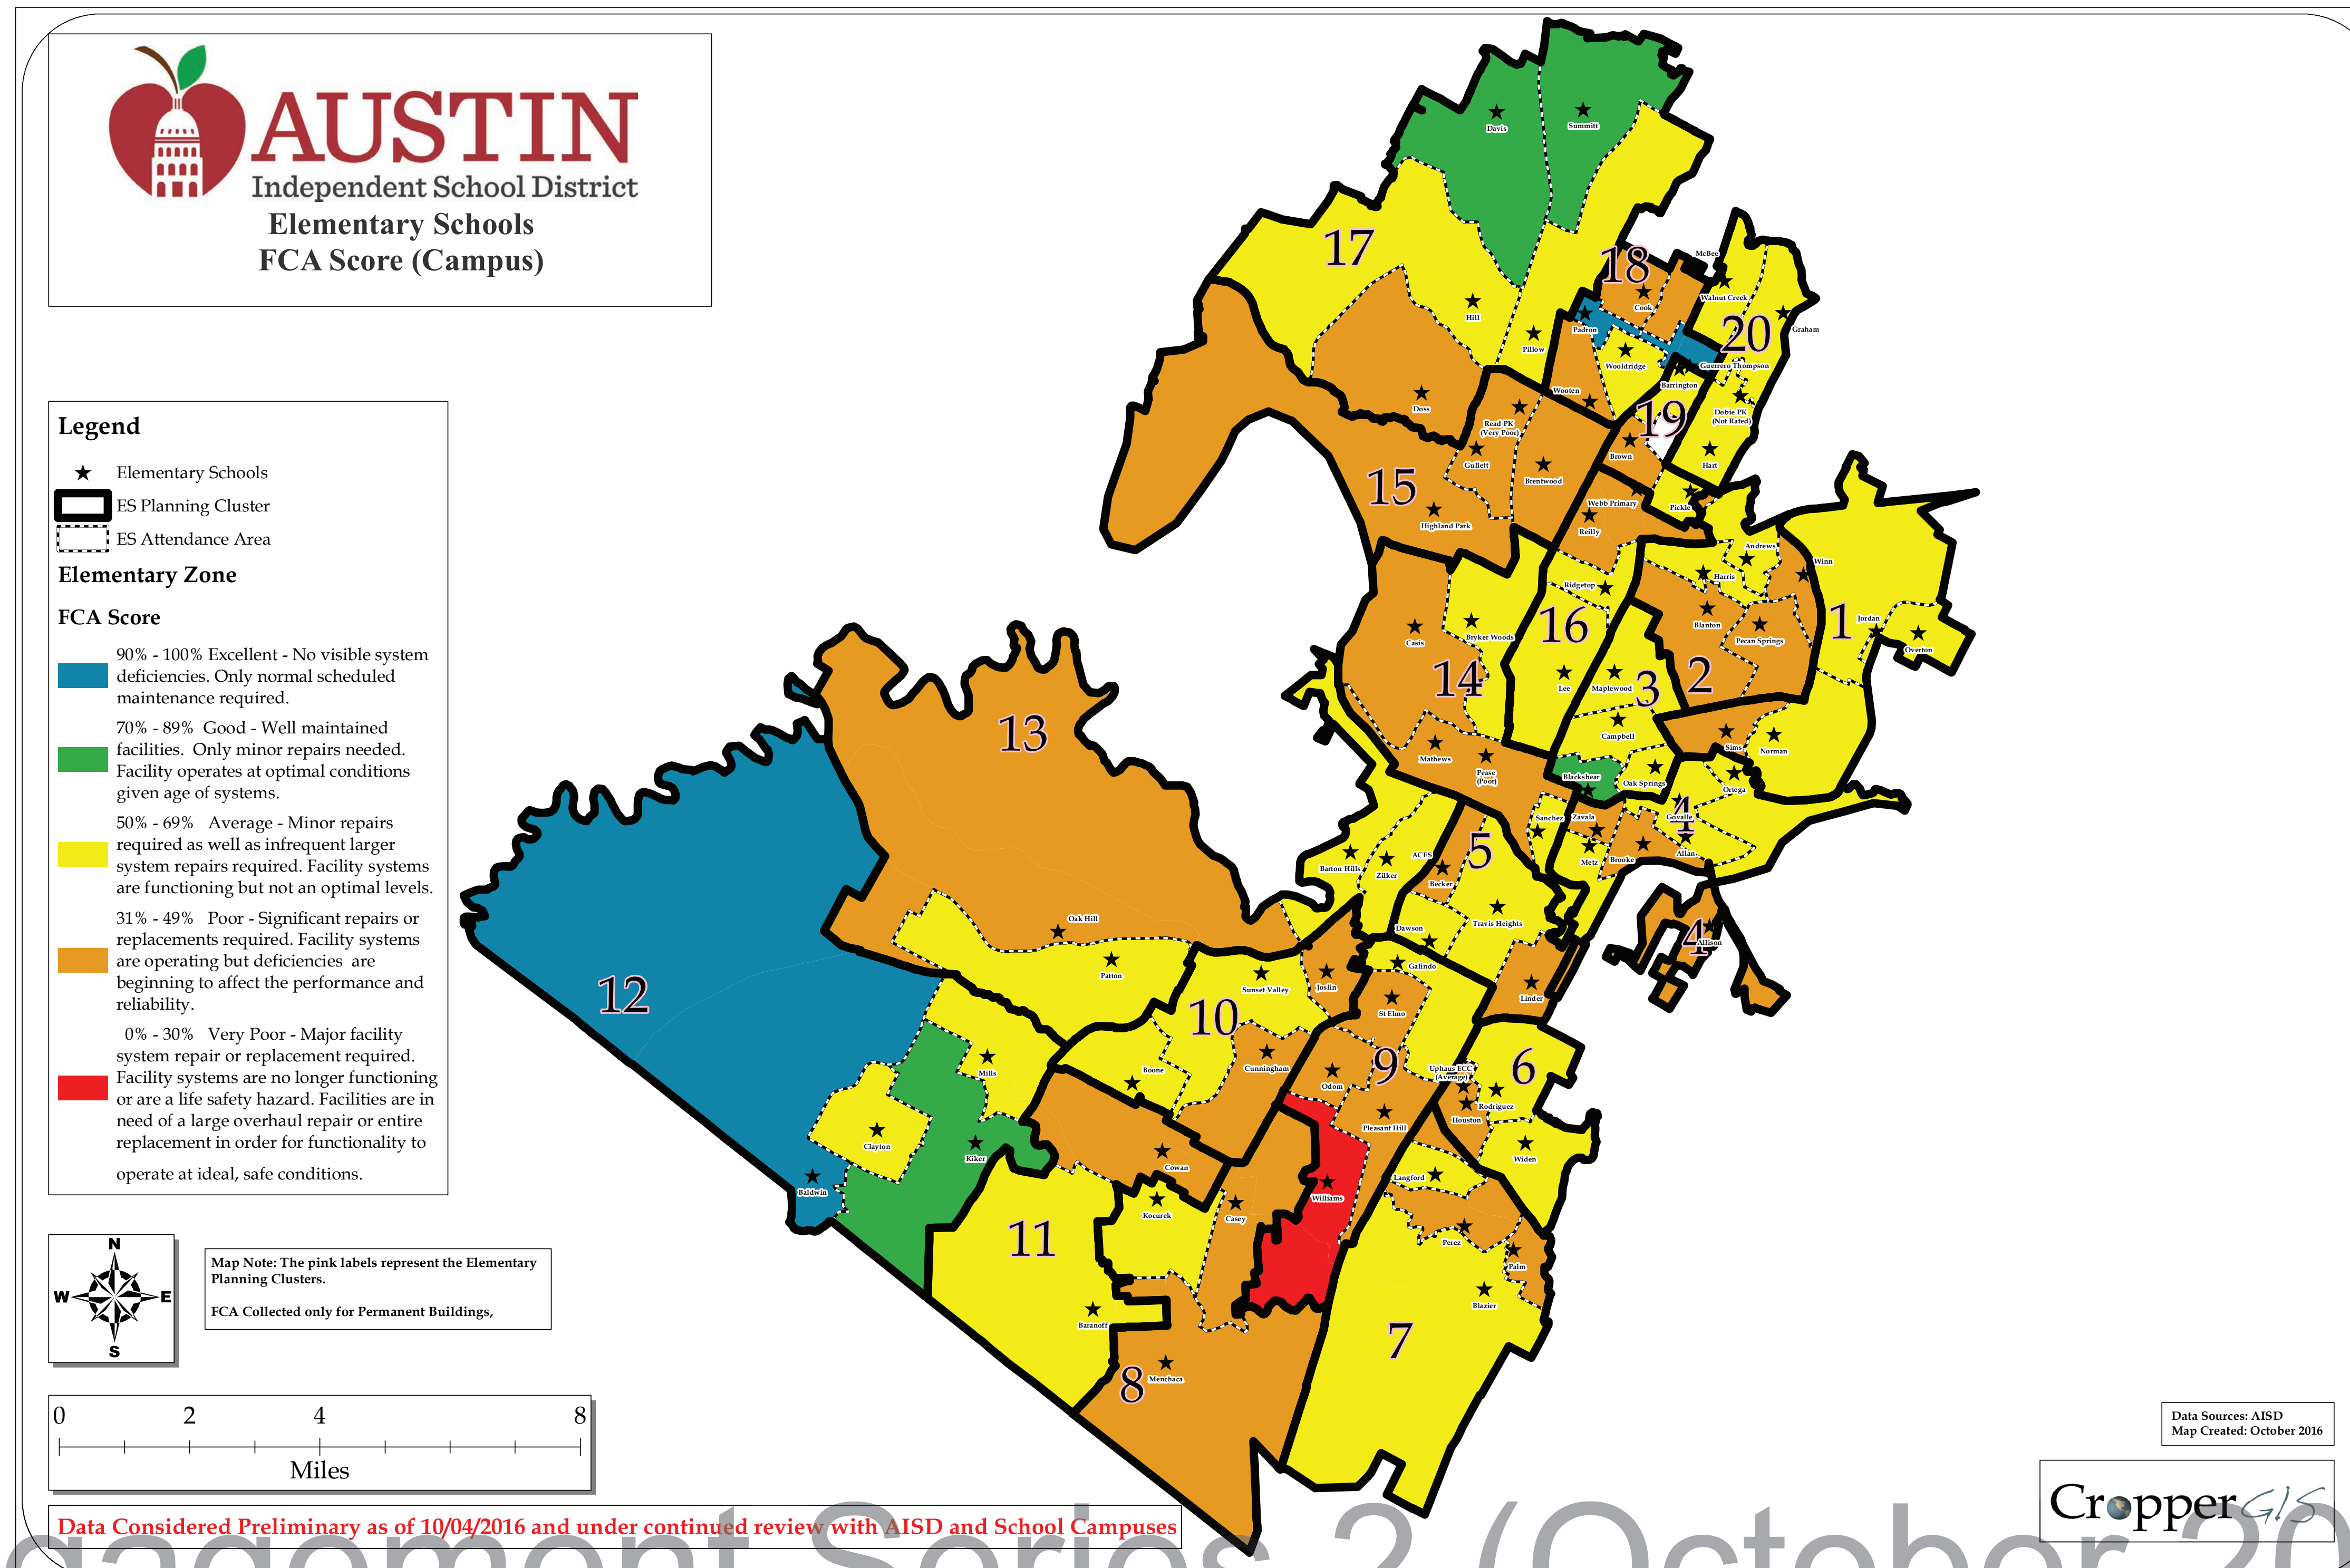 AUSTIN
Independent School District
Elementary Schools
FCA Score (Campus)
Legend
Elementary Schools
ES Planning Cluster
ES Attendance Area
Elementary Zone
FCA Score
90% - 100% Excellent - No visible system
deficiencies. Only normal scheduled
maintenance required.
70% - 89% Good - Well maintained
facilities. Only minor repairs needed.
Facility operates at optimal conditions
given age of systems.
50% - 69% Average - Minor repairs
required as well as infrequent larger
system repairs required. Facility systems
are functioning but not an optimal levels.
31% - 49% Poor - Significant repairs or
replacements required. Facility systems
are operating but deficiencies are
beginning to affect the performance and
reliability.
0% - 30% Very Poor - Major facility
system repair or replacement required.
Facility systems are no longer functioning
or are a life safety hazard. Facilities are in
need of a large overhaul repair or entire
replacement in order for functionality to
operate at ideal, safe conditions.
N
W E
S
Map Note: The pink labels represent the Elementary
Planning Clusters.
FCA Collected only for Permanent Buildings,
0 2 4 8
Miles
Data Considered Preliminary as of 10/04/2016 and under continued review with AISD and School Campuses
Davis
Summitt
17
Hill
Pillow
Doss
18
McBee
Cook
Walnut Creek
Padron
20
Graham
Wooldridge
Guerrero Thompson
Barrington
Wooten
19
Dobie PK
(Not Rated)
Brown
Hart
Read PK
(Very Poor)
Gullett
Brentwood
15
Highland Park
Webb Primary
Pickle
Reilly
Andrews
Harris
Winn
Ridgetop
16
Blanton
Pecan Springs
1
Jordan
Overton
Casis
Bryker Woods
14
Lee
Maplewood
3
2
Campbell
Sims
Norman
Mathews
Pease
(Poor)
Blackshear
Oak Springs
Ortega
Sanchez
Zavala
4
Govalle
Metz
Brooke
Allan
4
Allison
Barton Hills
Zilker
ACES
Becker
5
Travis Heights
Dawson
Linder
13
Oak Hill
Patton
12
Sunset Valley
Joslin
Galindo
St Elmo
10
Boone
Cunningham
Odom
9
Pleasant Hill
Uphaus ECC
(Average)
6
Rodriguez
Houston
Widen
Mills
Clayton
Kiker
Baldwin
Cowan
Kocurek
Casey
Williams
Langford
Perez
Palm
Blazier
11
Baranoff
8
Menchaca
7
Data Sources: AISD
Map Created: October 2016
Cropper GIS
Series 2 (October 20